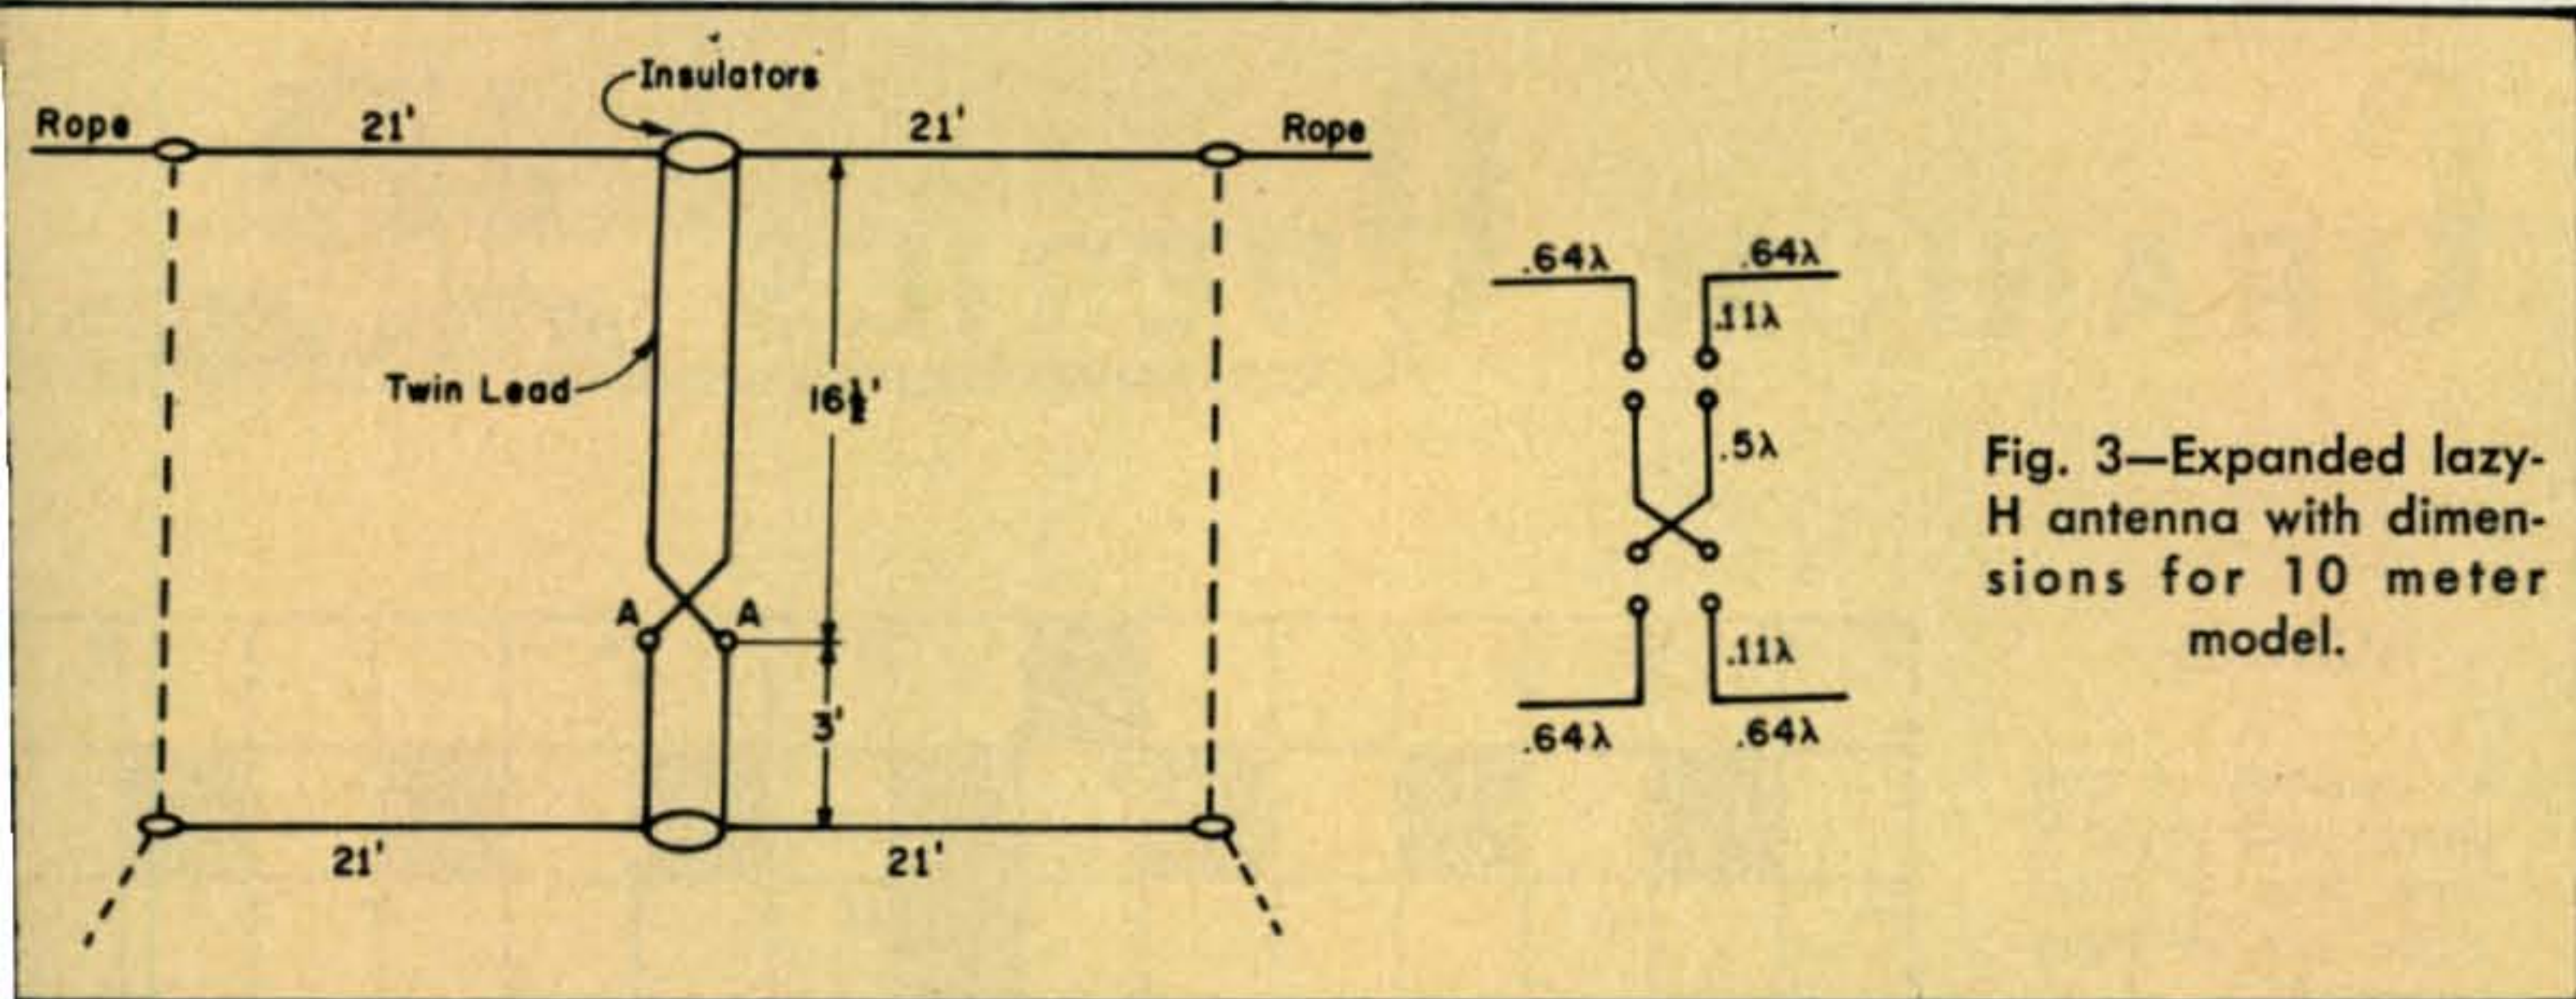 Insulators
Rope 21' 21' Rope
Twin Lead
16½'
A A
3'
21' 21'
.64λ .64λ
.11λ
.5λ
.11λ
.64λ .64λ
Fig. 3—Expanded lazy-
H antenna with dimen-
sions for 10 meter
model.